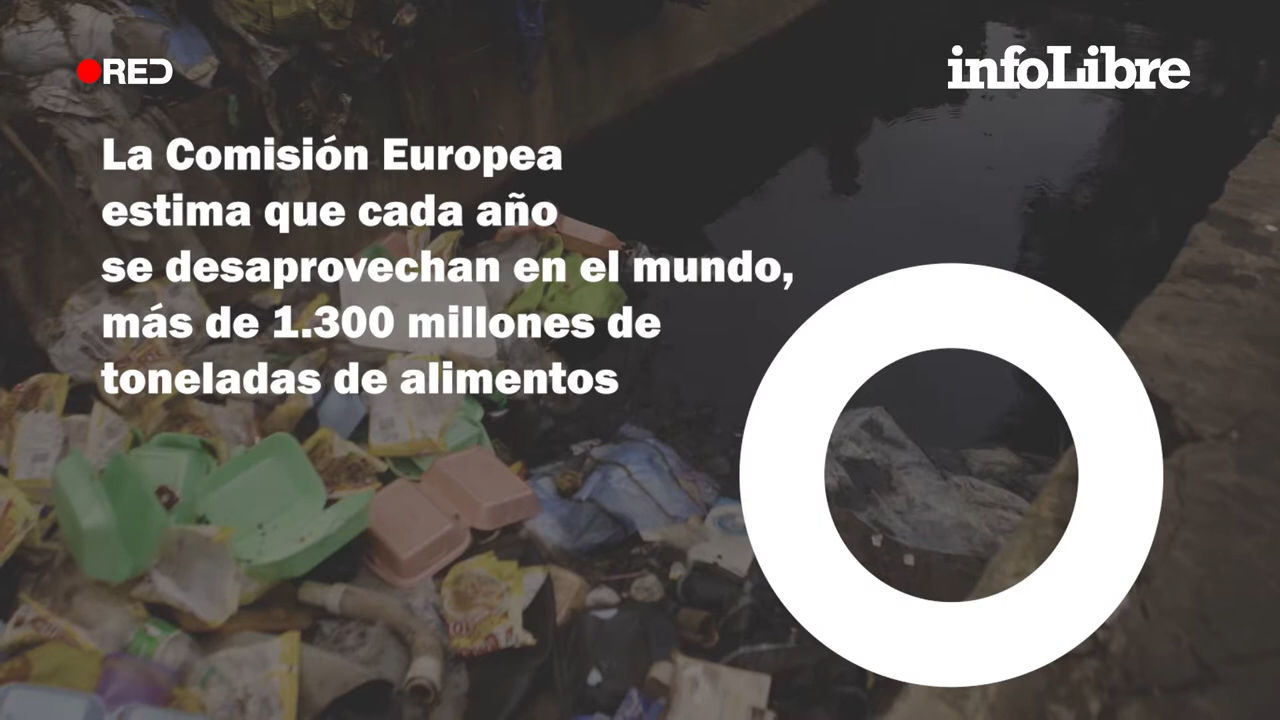 RED
infoLibre
La Comisión Europea
estima que cada año
se desaprovechan en el mundo,
más de 1.300 millones de
toneladas de alimentos